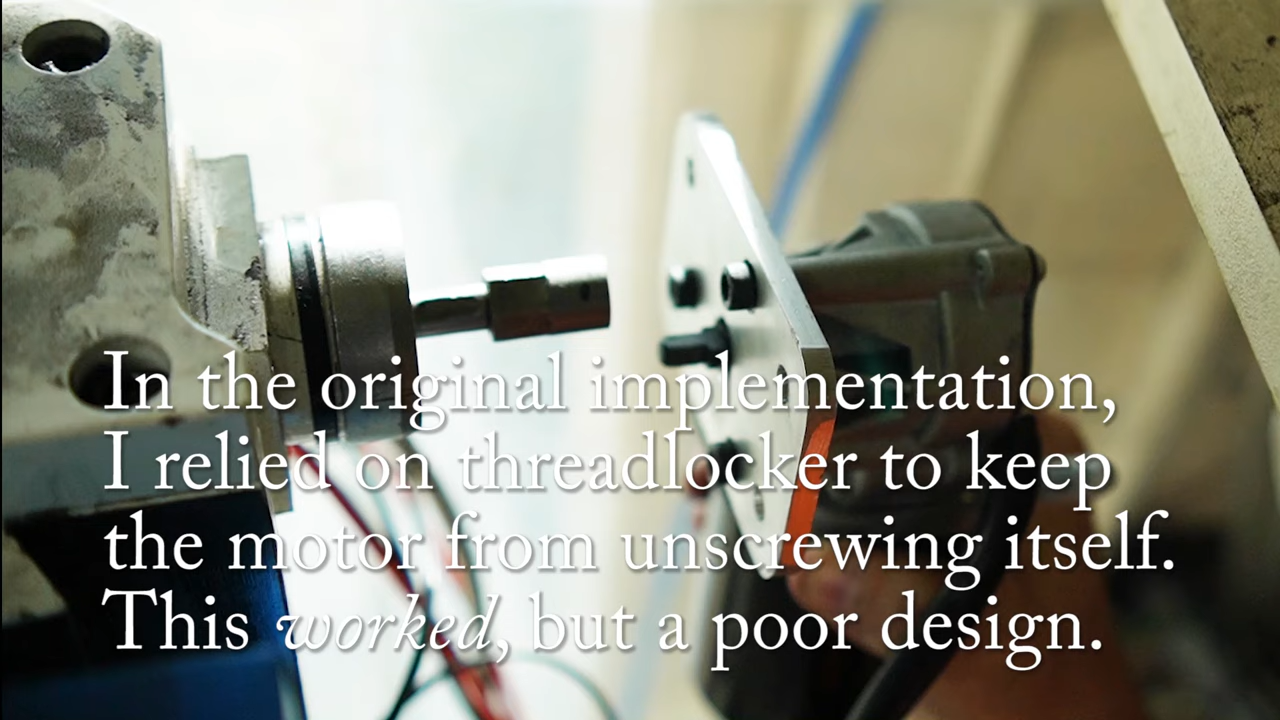 In the original implementation,
I relied on threadlocker to keep
the motor from unscrewing itself.
This worked, but a poor design.